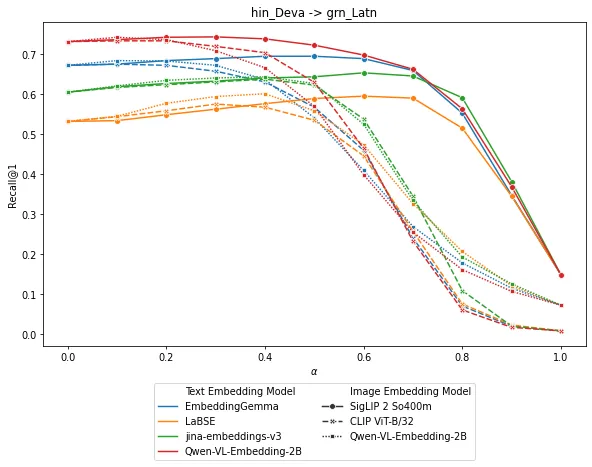 hin_Deva -> grn_Latn
Recall@1
0.7
0.6
0.5
0.4
0.3
0.2
0.1
0.0
0.0 0.2 0.4 0.6 0.8 1.0
α
Text Embedding Model
EmbeddingGemma
LaBSE
jina-embeddings-v3
Qwen-VL-Embedding-2B
Image Embedding Model
SigLIP 2 So400m
CLIP ViT-B/32
Qwen-VL-Embedding-2B